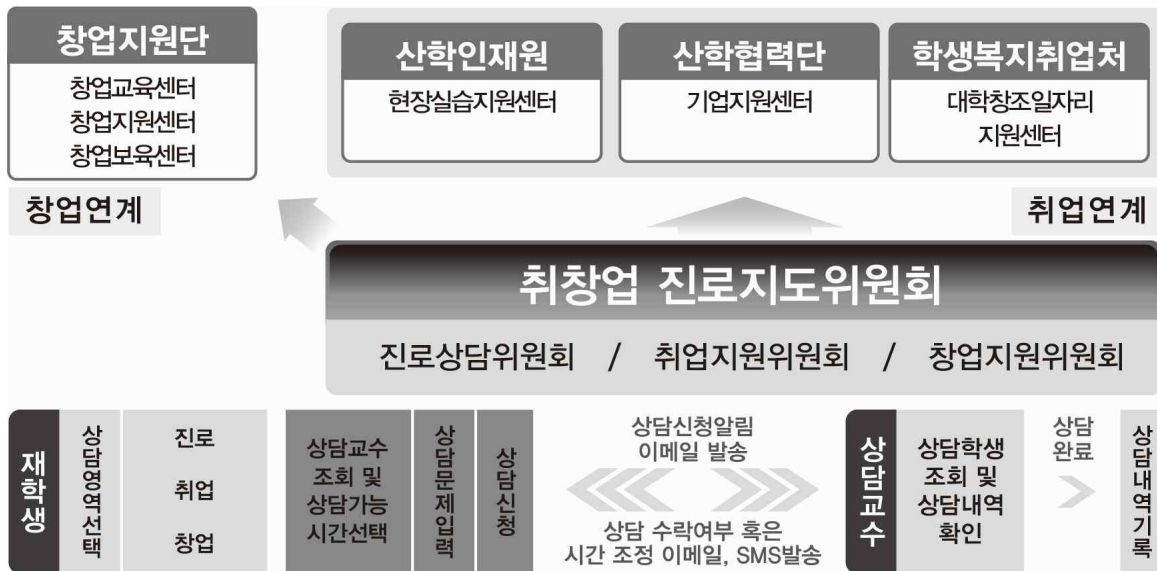 창업지원단
창업교육센터
창업지원센터
창업보육센터
산학인재원
현장실습지원센터
산학협력단
기업지원센터
학생복지취업처
대학창조일자리
지원센터
창업연계
취업연계
취창업 진로지도위원회
진로상담위원회 / 취업지원위원회 / 창업지원위원회
재학생
상담영역선택
진로
취업
창업
상담교수
조회 및
상담가능
시간선택
상담문제입력
상담신청
상담신청알림
이메일 발송
상담 수락여부 혹은
시간 조정 이메일, SMS발송
상담교수
상담학생
조회 및
상담내역
확인
상담
완료
상담내역기록